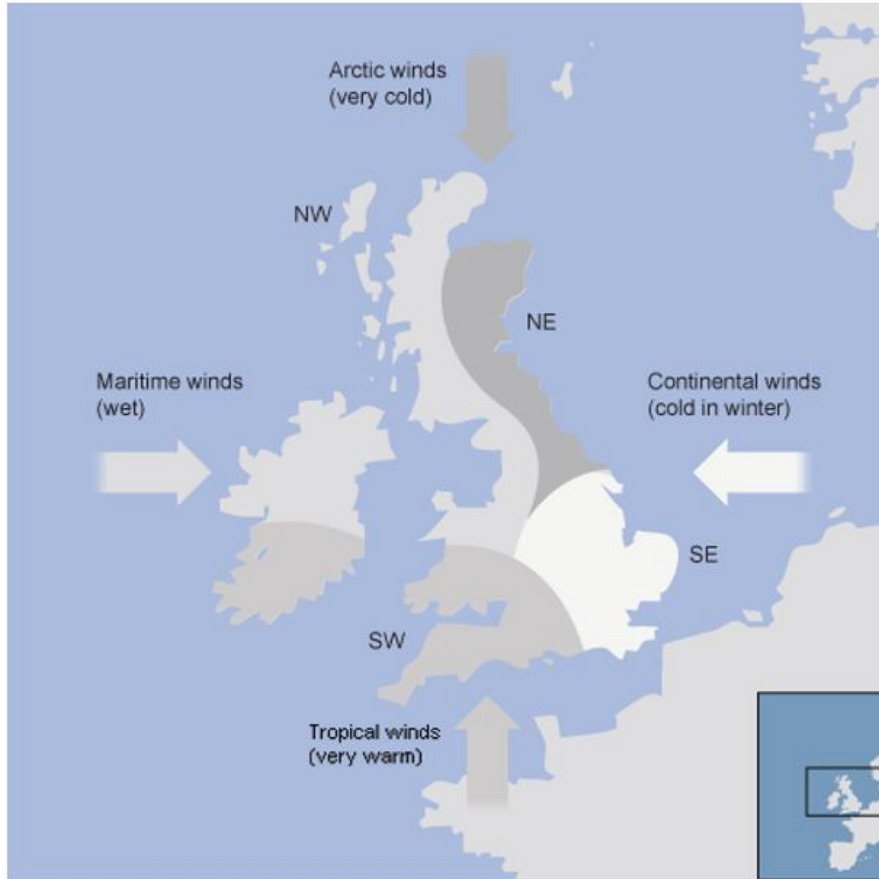 Arctic winds
(very cold)
NW
NE
Maritime winds
(wet)
Continental winds
(cold in winter)
SE
SW
Tropical winds
(very warm)